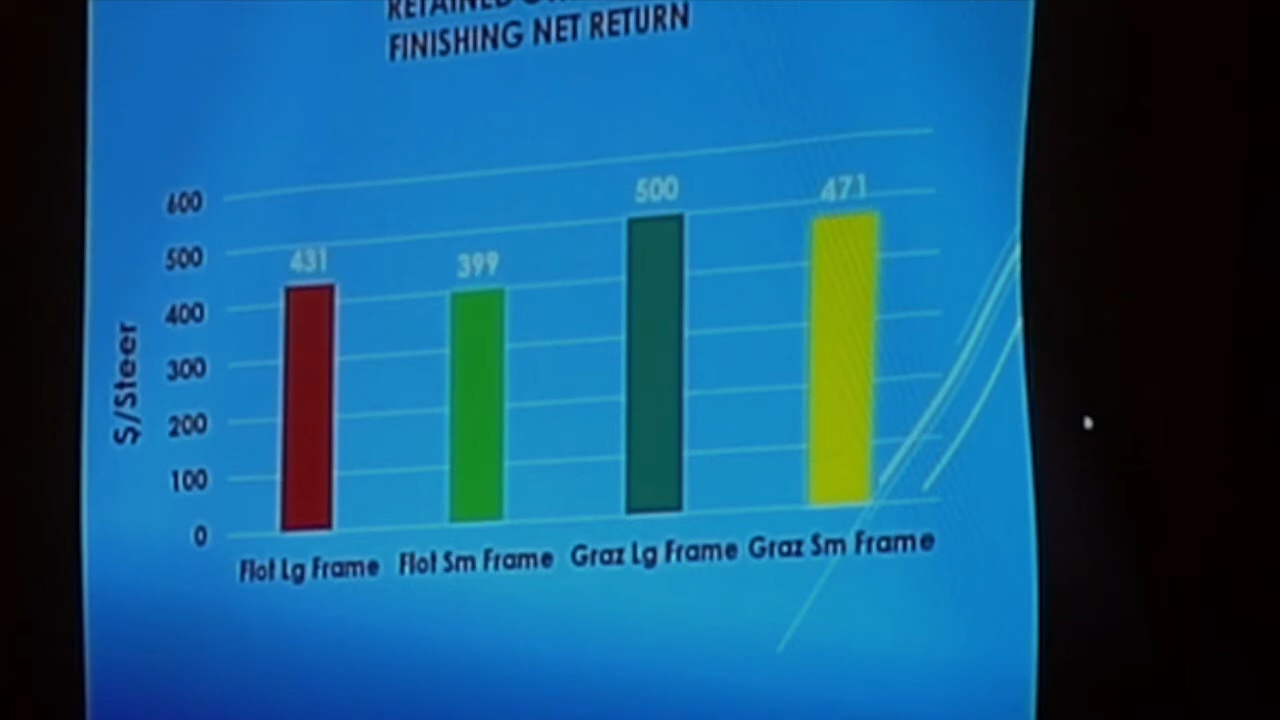 RETAINED
FINISHING NET RETURN
600
500
400
300
200
100
0
$/Steer
431
399
500
471
Flot Lg Frame
Flot Sm Frame
Graz Lg Frame
Graz Sm Frame